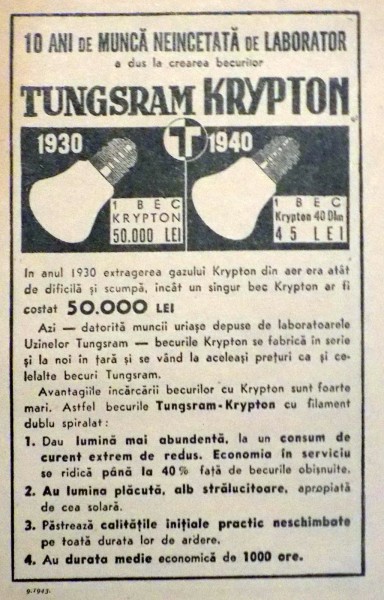 10 ANI DE MUNCĂ NEINCETATĂ DE LABORATOR
a dus la crearea becurilor
TUNGSRAM KRYPTON
1930
T
1940
1 BEC
KRYPTON
50.000 LEI
1 BEC
Krypton 40 Dlm
45 LEI
In anul 1930 extragerea gazului Krypton din aer era atât
de dificilă și scumpă, incât un singur bec Krypton ar fi
costat 50.000 LEI
Azi — datorită muncii uriașe depuse de laboratoarele
Uzinelor Tungsram — becurile Krypton se fabrică in serie
și la noi in țară și se vând la aceleași prețuri ca și ce-
lelalte becuri Tungsram.
Avantagiile incărcării becurilor cu Krypton sunt foarte
mari. Astfel becurile Tungsram-Krypton cu filament
dublu spiralat:
1. Dau lumină mai abundentă, la un consum de
curent extrem de redus. Economia in serviciu
se ridică până la 40% față de becurile obișnuite.
2. Au lumina plăcută, alb strălucitoare, apropiată
de cea solară.
3. Păstrează calitățile inițiale practic neschimbate
pe toată durata lor de ardere.
4. Au durata medie economică de 1000 ore.
9.1943.